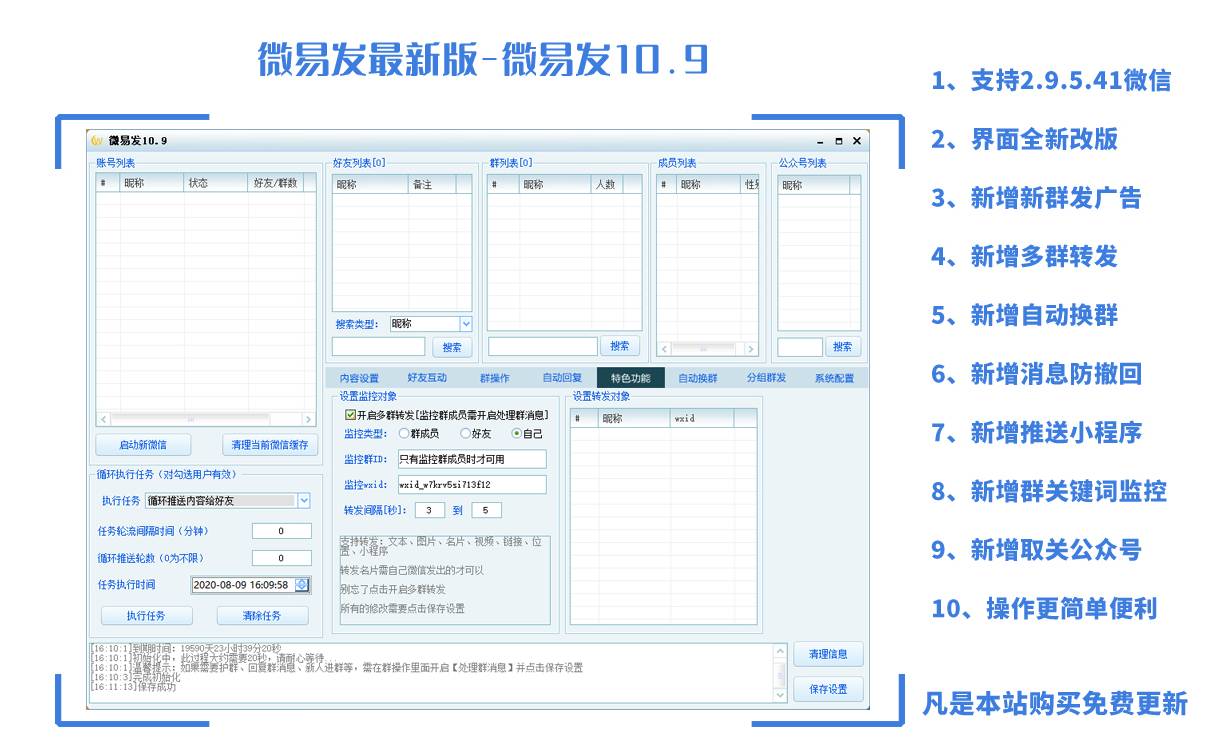 微易发最新版-微易发10.9
微易发10.9
账号列表
# 昵称 状态 好友/群数
启动新微信 清理当前微信缓存
循环执行任务（对勾选用户有效）
执行任务 循环推送内容给好友
任务轮流间隔时间（分钟） 0
循环推送轮数（0为不限） 0
任务执行时间 2020-08-09 16:09:58
执行任务 清除任务
好友列表[0]
昵称 备注
搜索类型: 昵称
搜索
群列表[0]
# 昵称 人数
搜索
成员列表
# 昵称 性别
公众号列表
昵称
搜索
内容设置 好友互动 群操作 自动回复 特色功能 自动换群 分组群发 系统配置
设置监控对象
开启多群转发[监控群成员需开启处理群消息]
监控类型: 群成员 好友 自己
监控群ID: 只有监控群成员时才可用
监控wxid: wxid_w7krv5si713f12
转发间隔[秒]: 3 到 5
支持转发：文本、图片、名片、视频、链接、位
置、小程序
转发名片需自己微信发出的才可以
别忘了点击开启多群转发
所有的修改需要点击保存设置
设置转发对象
# 昵称 wxid
[16:10:1]到期时间：19590天23小时39分20秒
[16:10:1]初始化中，此过程大约需要20秒，请耐心等待...
[16:10:1]温馨提示：如果需要护群、回复群消息、新人进群等，需在群操作里面开启【处理群消息】并点击保存设置
[16:10:3]完成初始化
[16:11:13]保存成功
清理信息
保存设置
1、支持2.9.5.41微信
2、界面全新改版
3、新增新群发广告
4、新增多群转发
5、新增自动换群
6、新增消息防撤回
7、新增推送小程序
8、新增群关键词监控
9、新增取关公众号
10、操作更简单便利
凡是本站购买免费更新